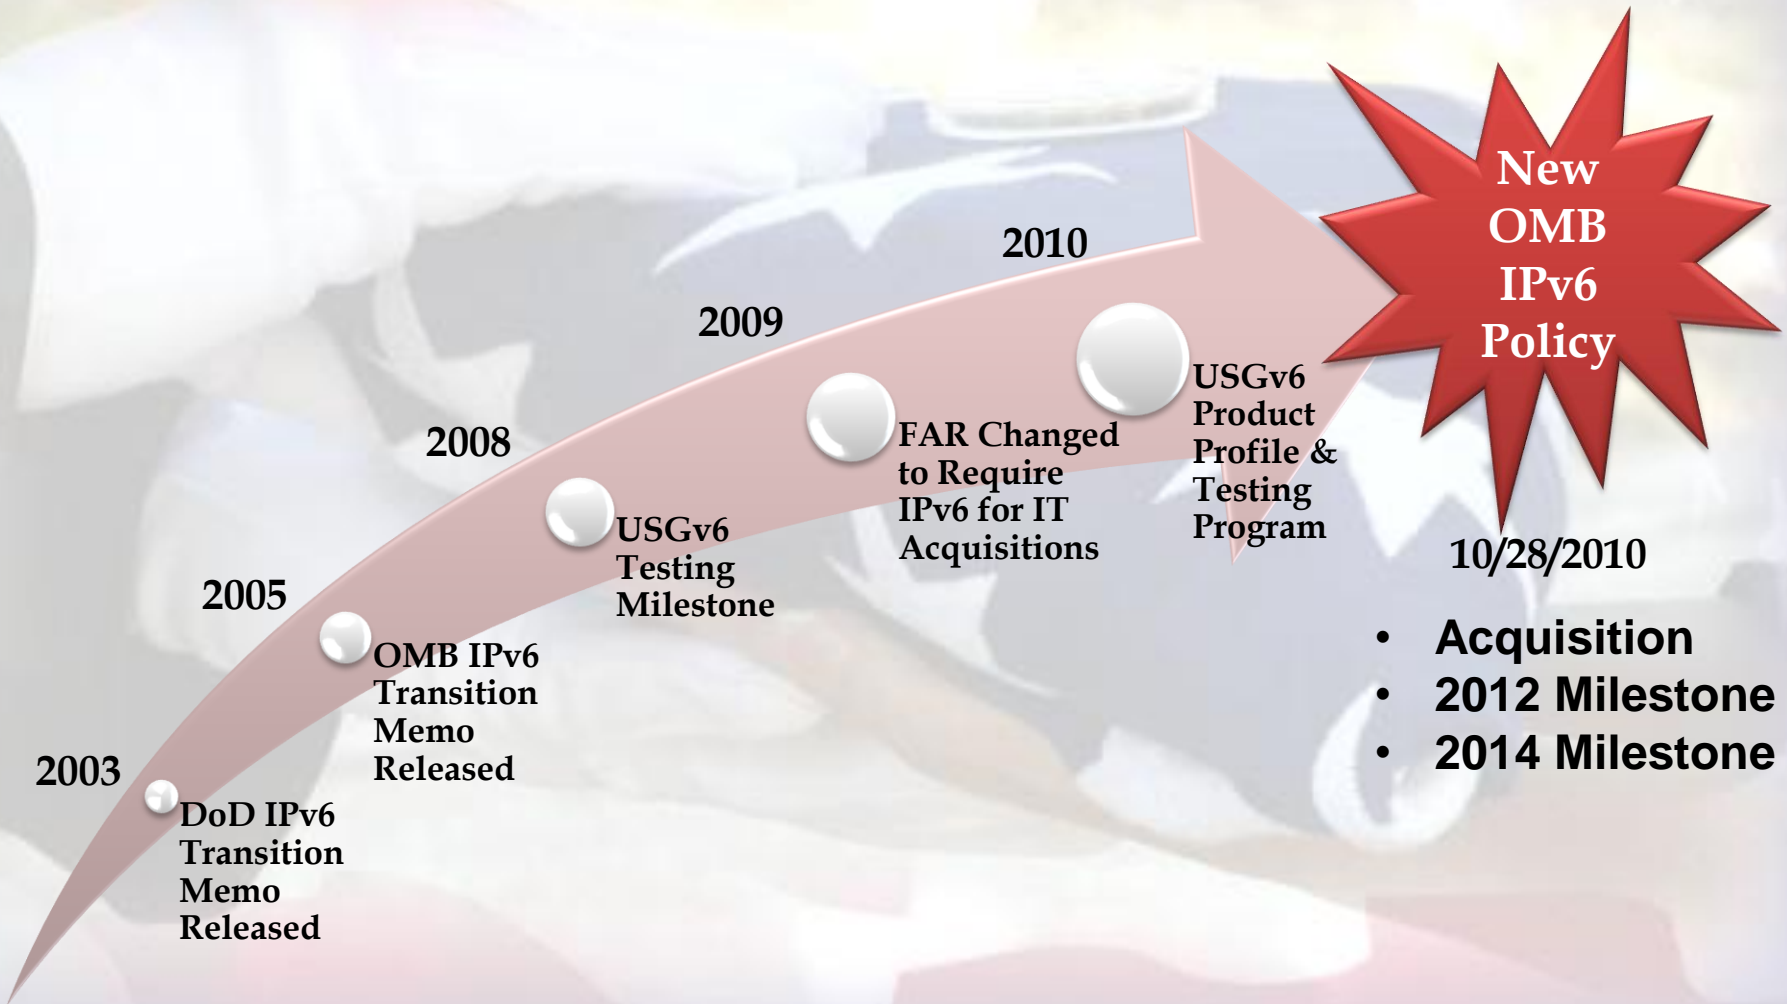 2003
DoD IPv6
Transition
Memo
Released
2005
OMB IPv6
Transition
Memo
Released
2008
USGv6
Testing
Milestone
2009
FAR Changed
to Require
IPv6 for IT
Acquisitions
2010
USGv6
Product
Profile &
Testing
Program
New
OMB
IPv6
Policy
10/28/2010
• Acquisition
• 2012 Milestone
• 2014 Milestone